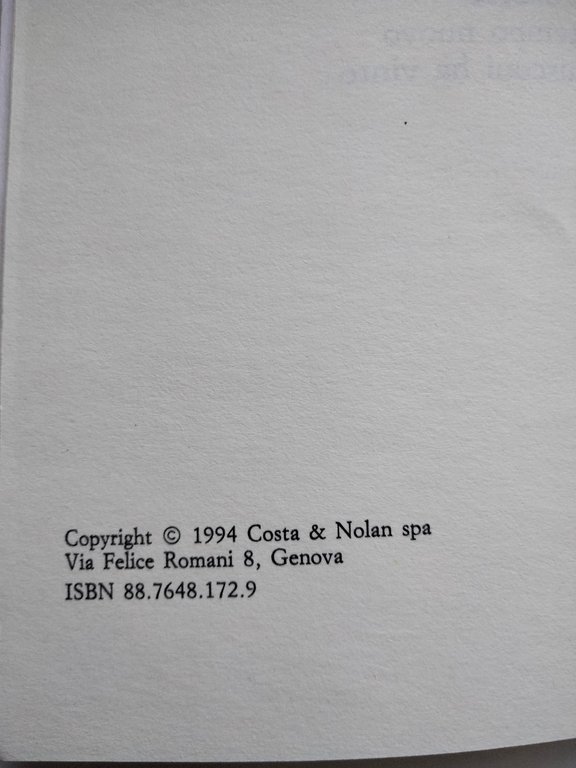 Copyright © 1994 Costa & Nolan spa
Via Felice Romani 8, Genova
ISBN 88.7648.172.9